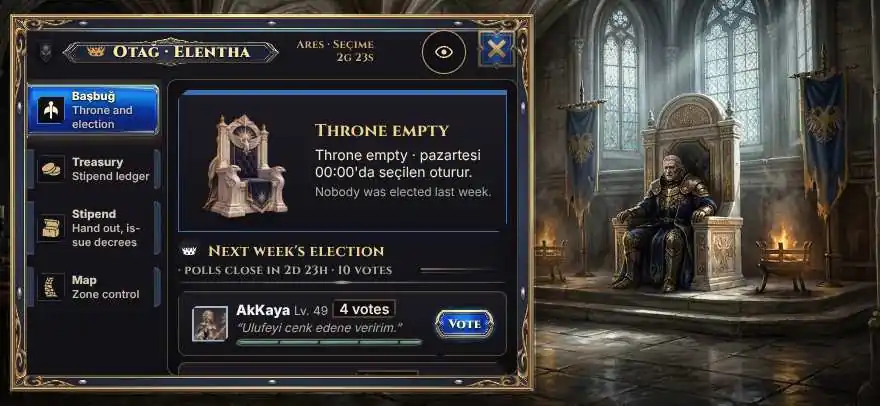 OTAĞ · ELENTHA
ARES · SEÇIME
2G 23S
Başbuğ
Throne and
election
Treasury
Stipend ledger
Stipend
Hand out, is-
sue decrees
Map
Zone control
THRONE EMPTY
Throne empty · pazartesi
00:00'da seçilen oturur.
Nobody was elected last week.
NEXT WEEK'S ELECTION
· POLLS CLOSE IN 2D 23H · 10 VOTES
AkKaya Lv. 49 4 votes
"Ulufeyi cenk edene veririm."
VOTE